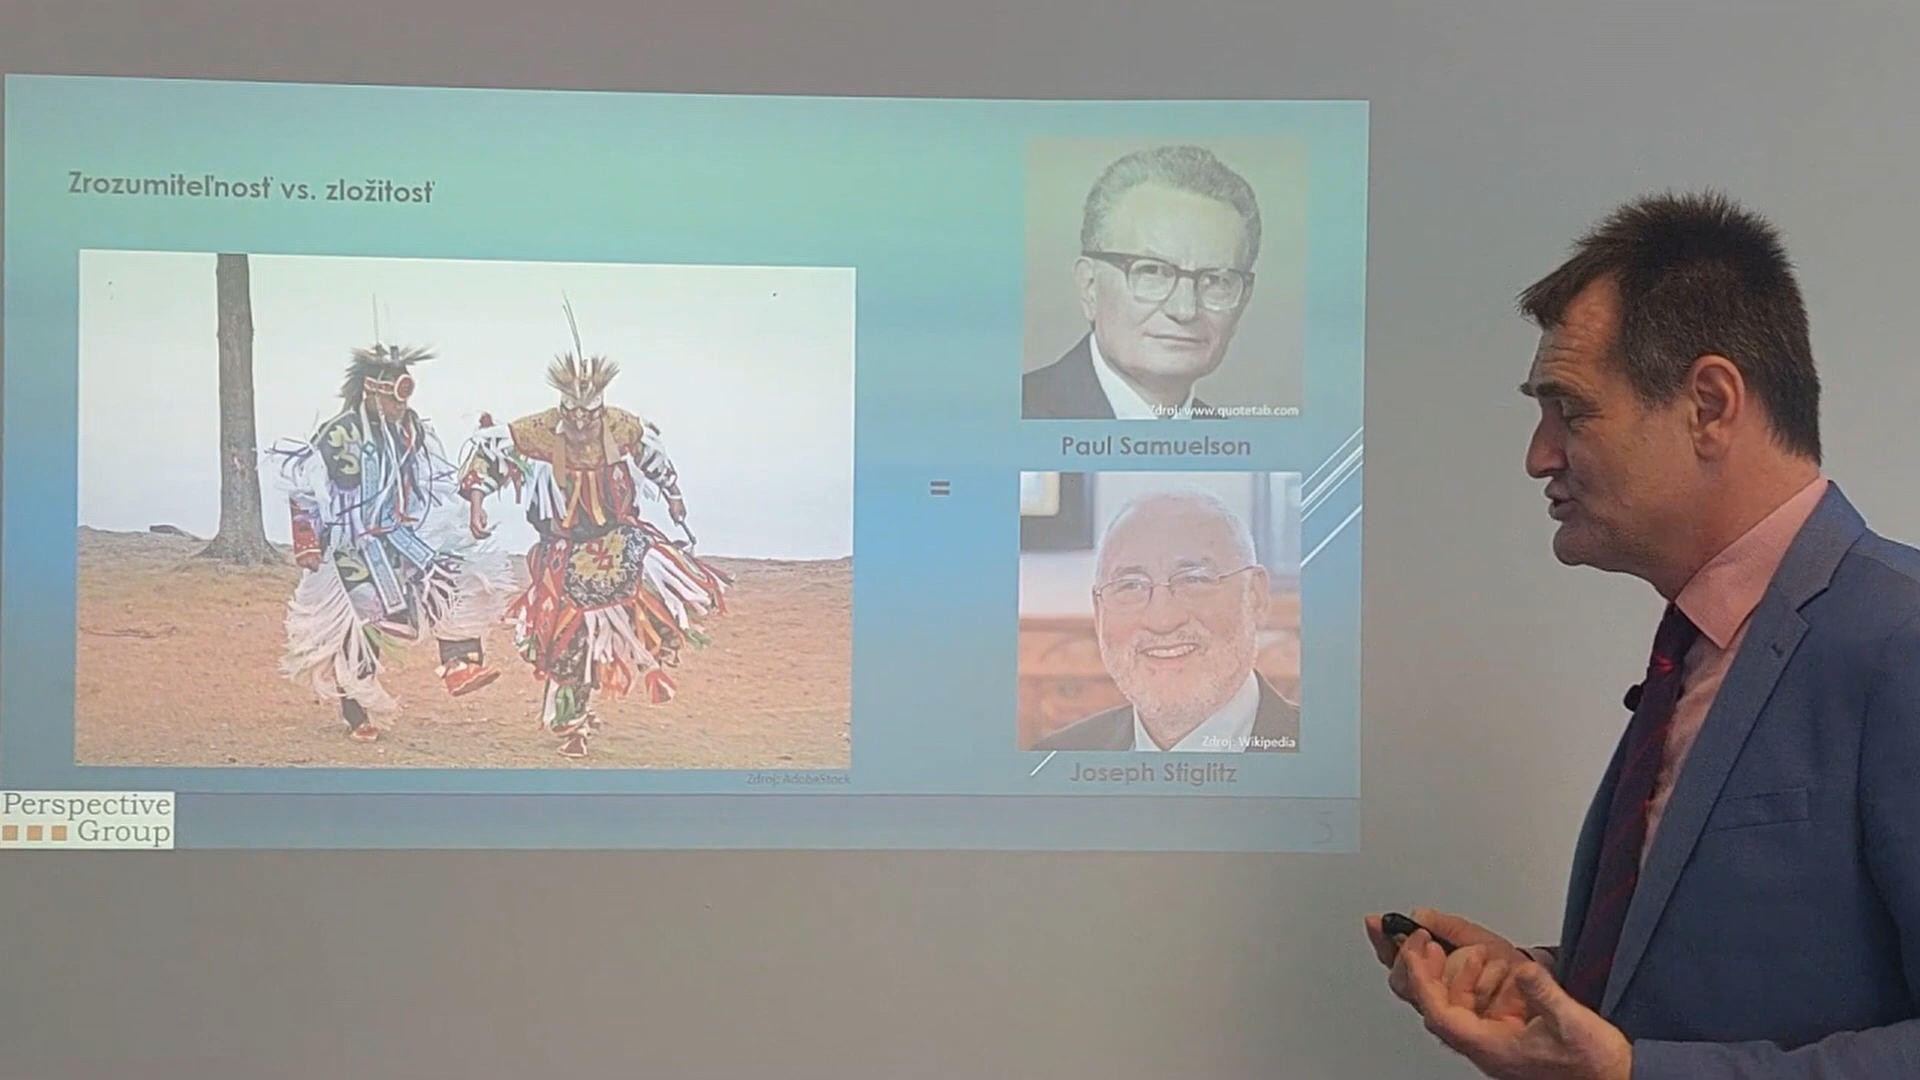 Zrozumiteľnosť vs. zložitosť
Zdroj: www.quotetab.com
Paul Samuelson
=
Zdroj: Wikipedia
Joseph Stiglitz
Zdroj: AdobeStock
Perspective
Group